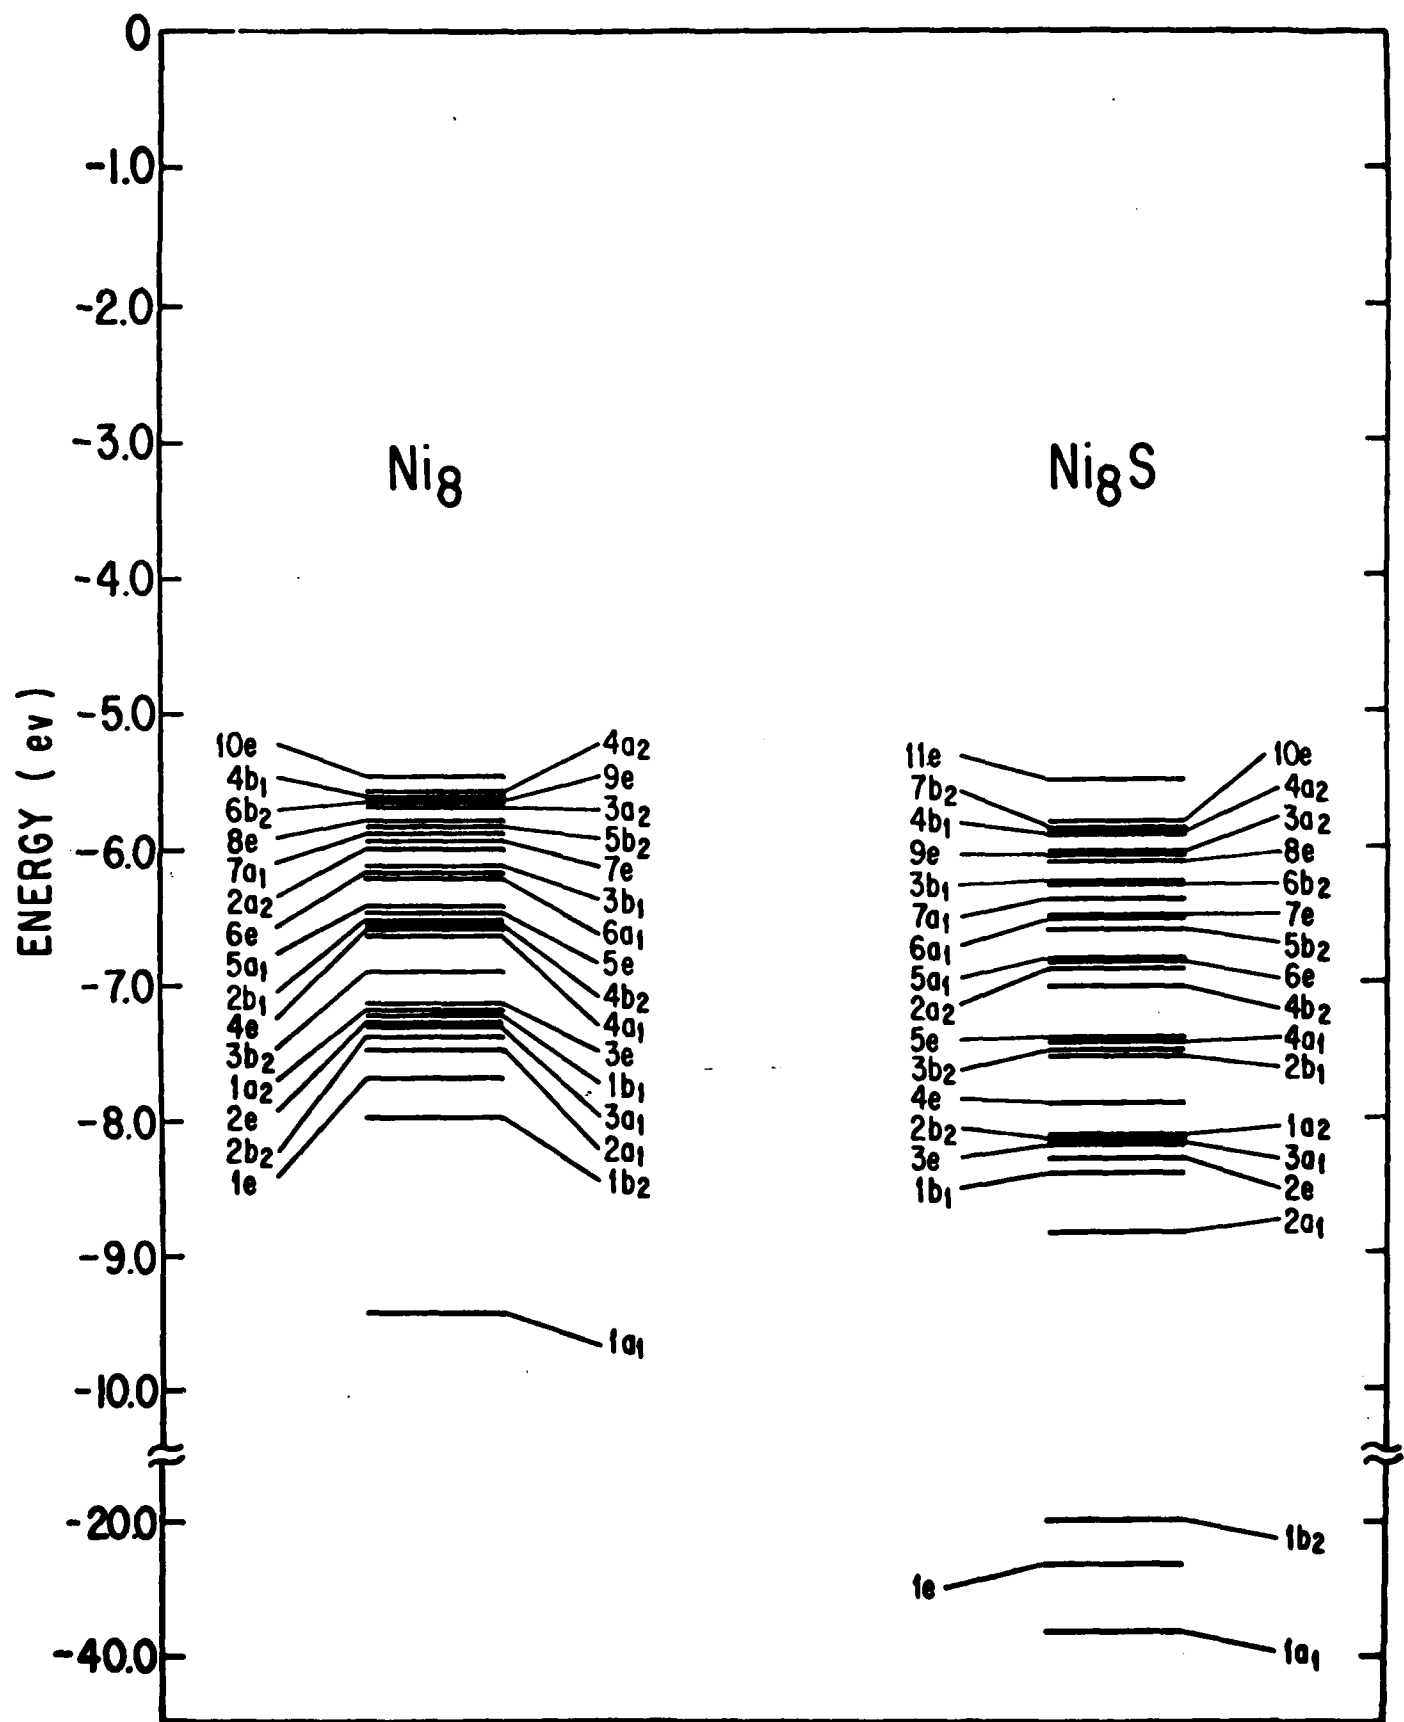 0
-1.0
-2.0
-3.0
-4.0
-5.0
-6.0
-7.0
-8.0
-9.0
-10.0
-20.0
-40.0
ENERGY (ev)
Ni8
10e
4b1
6b2
8e
7a1
2a2
6e
5a1
2b1
4e
3b2
1a2
2e
2b2
1e
4a2
9e
3a2
5b2
7e
3b1
6a1
5e
4b2
4a1
3e
1b1
3a1
2a1
1b2
1a1
Ni8S
11e
7b2
4b1
9e
3b1
7a1
6a1
5a1
2a2
5e
3b2
4e
2b2
3e
1b1
1e
10e
4a2
3a2
8e
6b2
7e
5b2
6e
4b2
4a1
2b1
1a2
3a1
2e
2a1
1b2
1a1